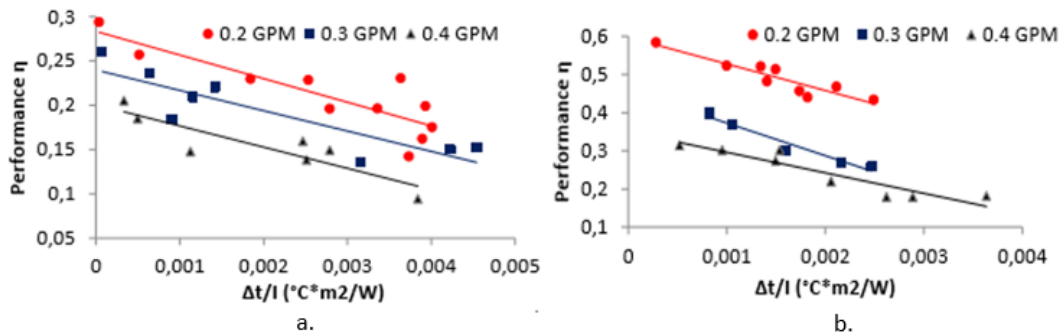 0,3
0.2 GPM 0.3 GPM 0.4 GPM
0,25
0,2
0,15
0,1
0,05
Performance η
0 0,001 0,002 0,003 0,004 0,005
Δt/I (°C*m2/W)
a.
0.2 GPM 0.3 GPM 0.4 GPM
0,6
0,5
0,4
0,3
0,2
0,1
Performance η
0 0,001 0,002 0,003 0,004
Δt/I (°C*m2/W)
b.